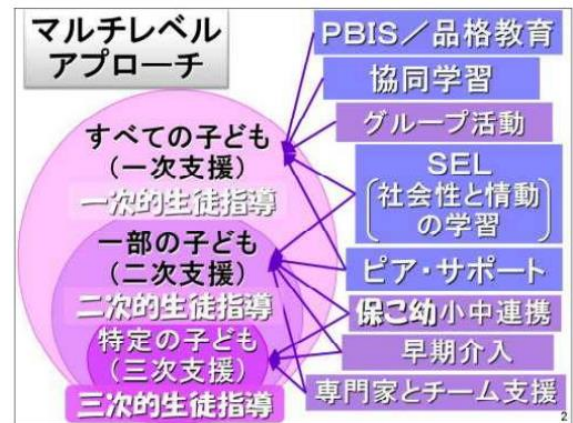 マルチレベル
アプローチ
すべての子ども
(一次支援)
一次的生徒指導
一部の子ども
(二次支援)
二次的生徒指導
特定の子ども
(三次支援)
三次的生徒指導
PBIS／品格教育
協同学習
グループ活動
SEL
社会性と情動
の学習
ピア・サポート
保こ幼小中連携
早期介入
専門家とチーム支援
2